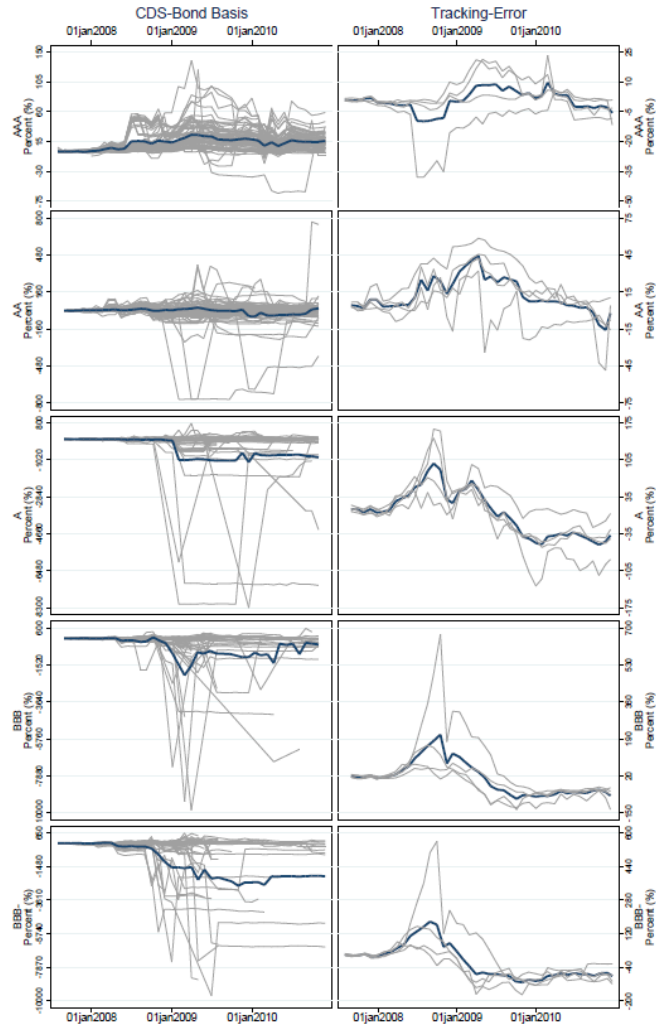 CDS-Bond Basis
01jan2008 01jan2009 01jan2010
AAA
Percent (%)
-75 -30 15 60 105 150
AA
Percent (%)
-800 -480 -160 160 480 800
A
Percent (%)
-8300 -6480 -4660 -2840 -1020 800
BBB
Percent (%)
-10000 -7880 -5760 -3640 -1520 600
BBB-
Percent (%)
-10000 -7870 -5740 -3610 -1480 650
01jan2008 01jan2009 01jan2010
Tracking-Error
01jan2008 01jan2009 01jan2010
AAA
Percent (%)
-50 -35 -20 -5 10 25
AA
Percent (%)
-75 -45 -15 15 45 75
A
Percent (%)
-175 -105 -35 35 105 175
BBB
Percent (%)
-150 20 190 360 530 700
BBB-
Percent (%)
-200 -40 120 280 440 600
01jan2008 01jan2009 01jan2010